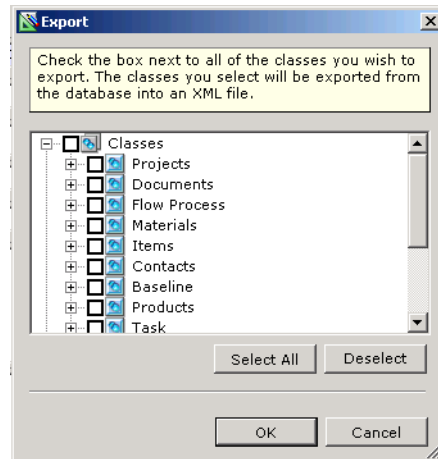 Export
Check the box next to all of the classes you wish to
export. The classes you select will be exported from
the database into an XML file.
Classes
Projects
Documents
Flow Process
Materials
Items
Contacts
Baseline
Products
Task
Select All
Deselect
OK
Cancel